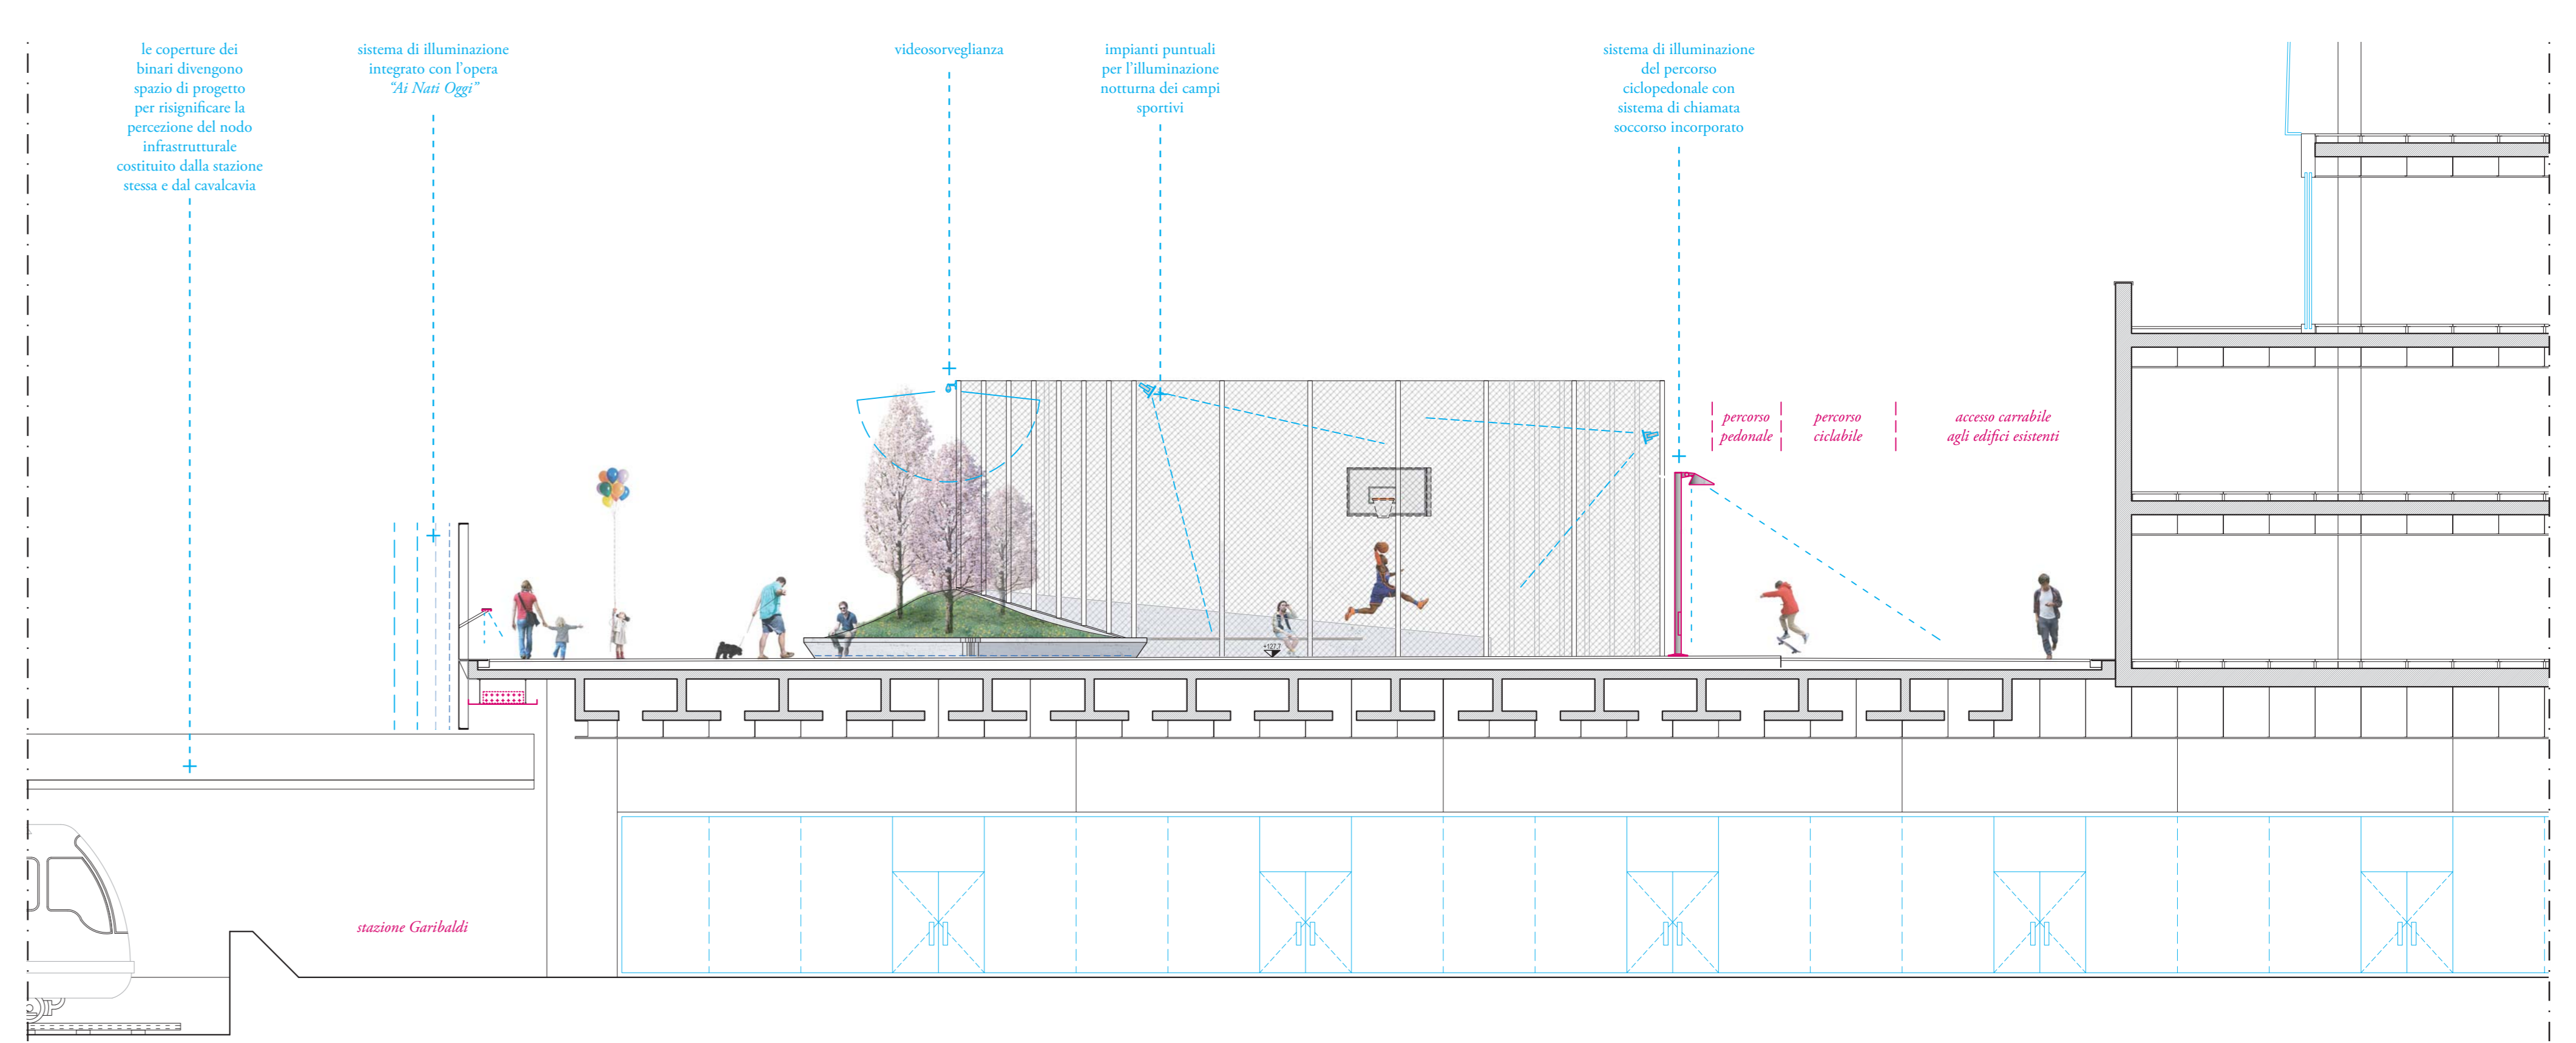 le coperture dei
binari divengono
spazio di progetto
per risignificare la
percezione del nodo
infrastrutturale
costituito dalla stazione
stessa e dal cavalcavia
sistema di illuminazione
integrato con l'opera
“Ai Nati Oggi”
videosorveglianza
impianti puntuali
per l'illuminazione
notturna dei campi
sportivi
sistema di illuminazione
del percorso
ciclopedonale con
sistema di chiamata
soccorso incorporato
percorso
pedonale
percorso
ciclabile
accesso carrabile
agli edifici esistenti
+127,7
stazione Garibaldi